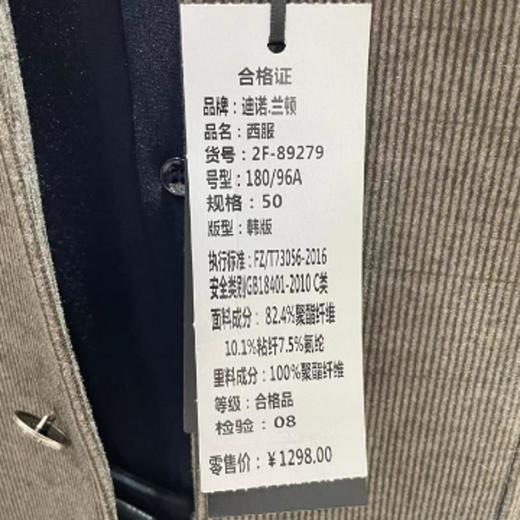 合格证
品牌：迪诺.兰顿
品名：西服
货号：2F-89279
号型：180/96A
规格：50
版型：韩版
执行标准：FZ/T73056-2016
安全类别GB18401-2010 C类
面料成分：82.4%聚酯纤维
10.1%粘纤7.5%氨纶
里料成分：100%聚酯纤维
等级：合格品
检验：08
零售价：¥1298.00